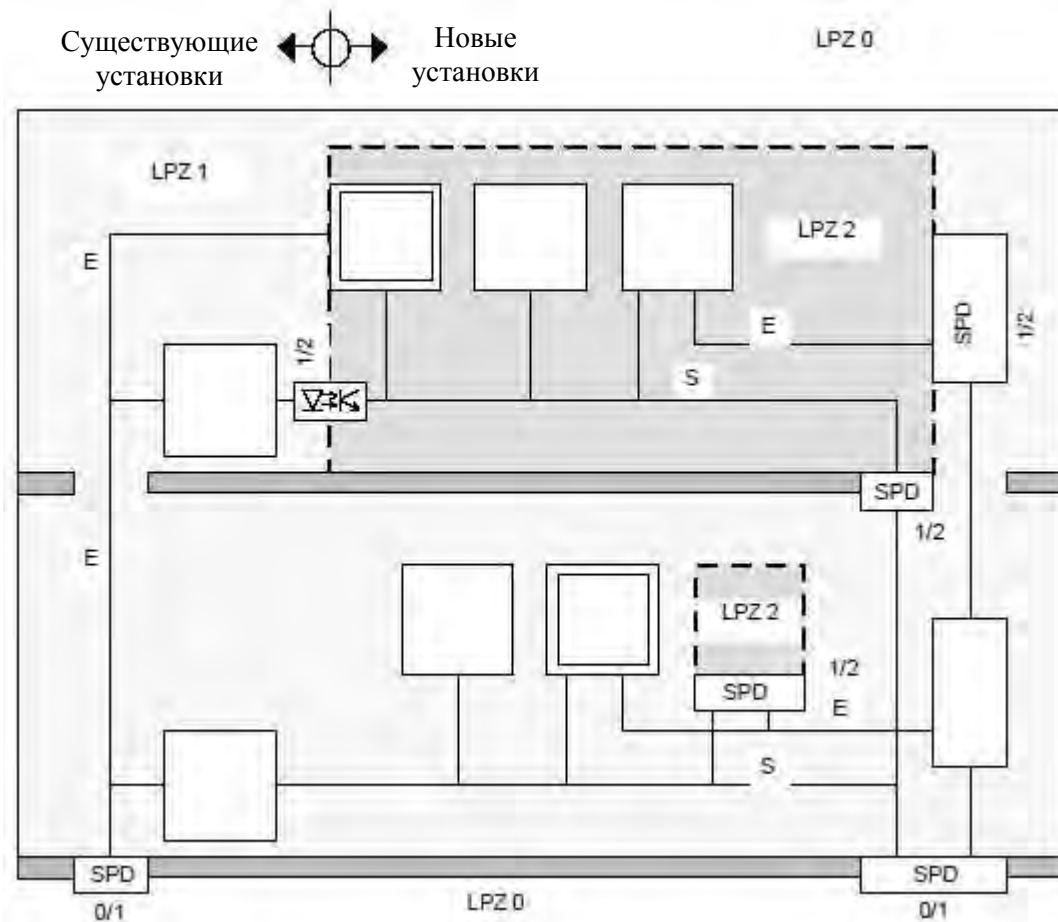 Существующие
установки
Новые
установки
LPZ 0
LPZ 1
LPZ 2
E
1/2
E
SPD
1/2
S
SPD
1/2
E
LPZ 2
1/2
SPD
E
S
SPD
0/1
LPZ 0
SPD
0/1